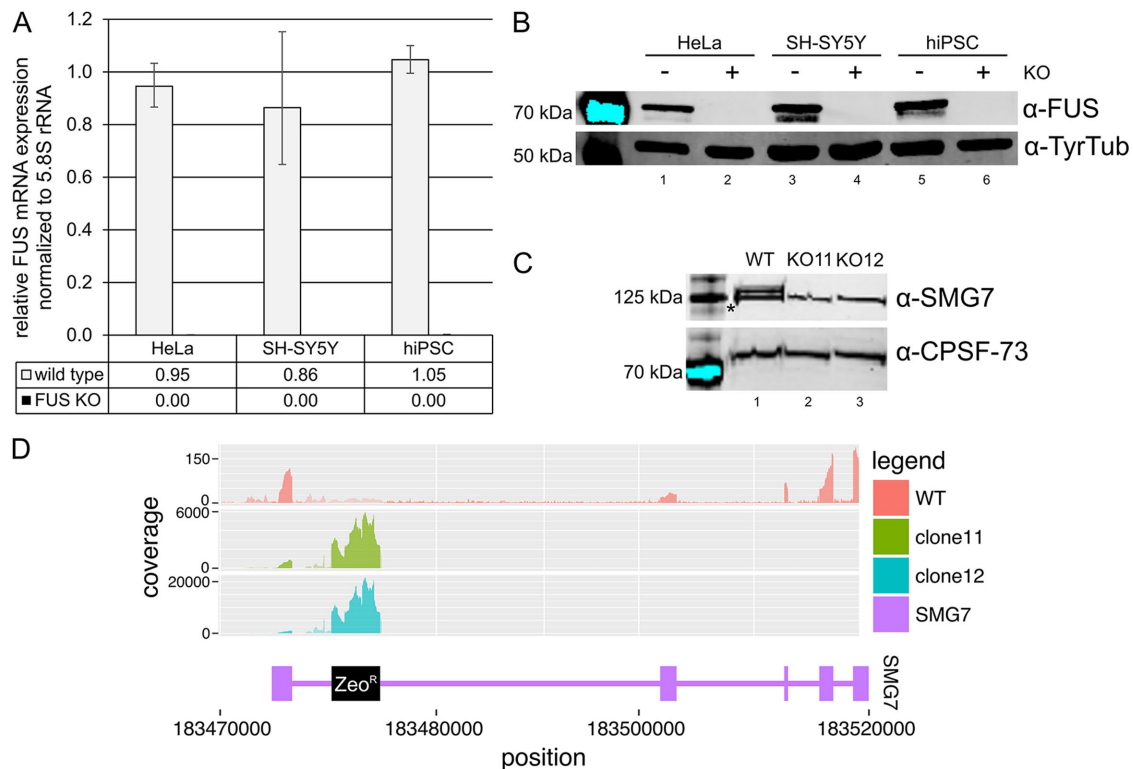 A
relative FUS mRNA expression
normalized to 5.8S rRNA
1.2
1.0
0.8
0.6
0.4
0.2
0.0
HeLa SH-SY5Y hiPSC
wild type 0.95 0.86 1.05
FUS KO 0.00 0.00 0.00
B
HeLa SH-SY5Y hiPSC
- + - + - + KO
70 kDa α-FUS
50 kDa α-TyrTub
1 2 3 4 5 6
C
WT KO11 KO12
125 kDa * α-SMG7
70 kDa α-CPSF-73
1 2 3
D
coverage
150
0
6000
0
20000
0
legend
WT
clone11
clone12
SMG7
Zeo^R
SMG7
183470000 183480000 183500000 183520000
position